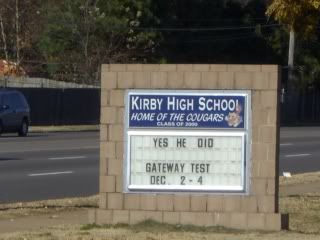 KIRBY HIGH SCHOOL
HOME OF THE COUGARS
CLASS OF 2000
YES HE DID
GATEWAY TEST
DEC. 2-4